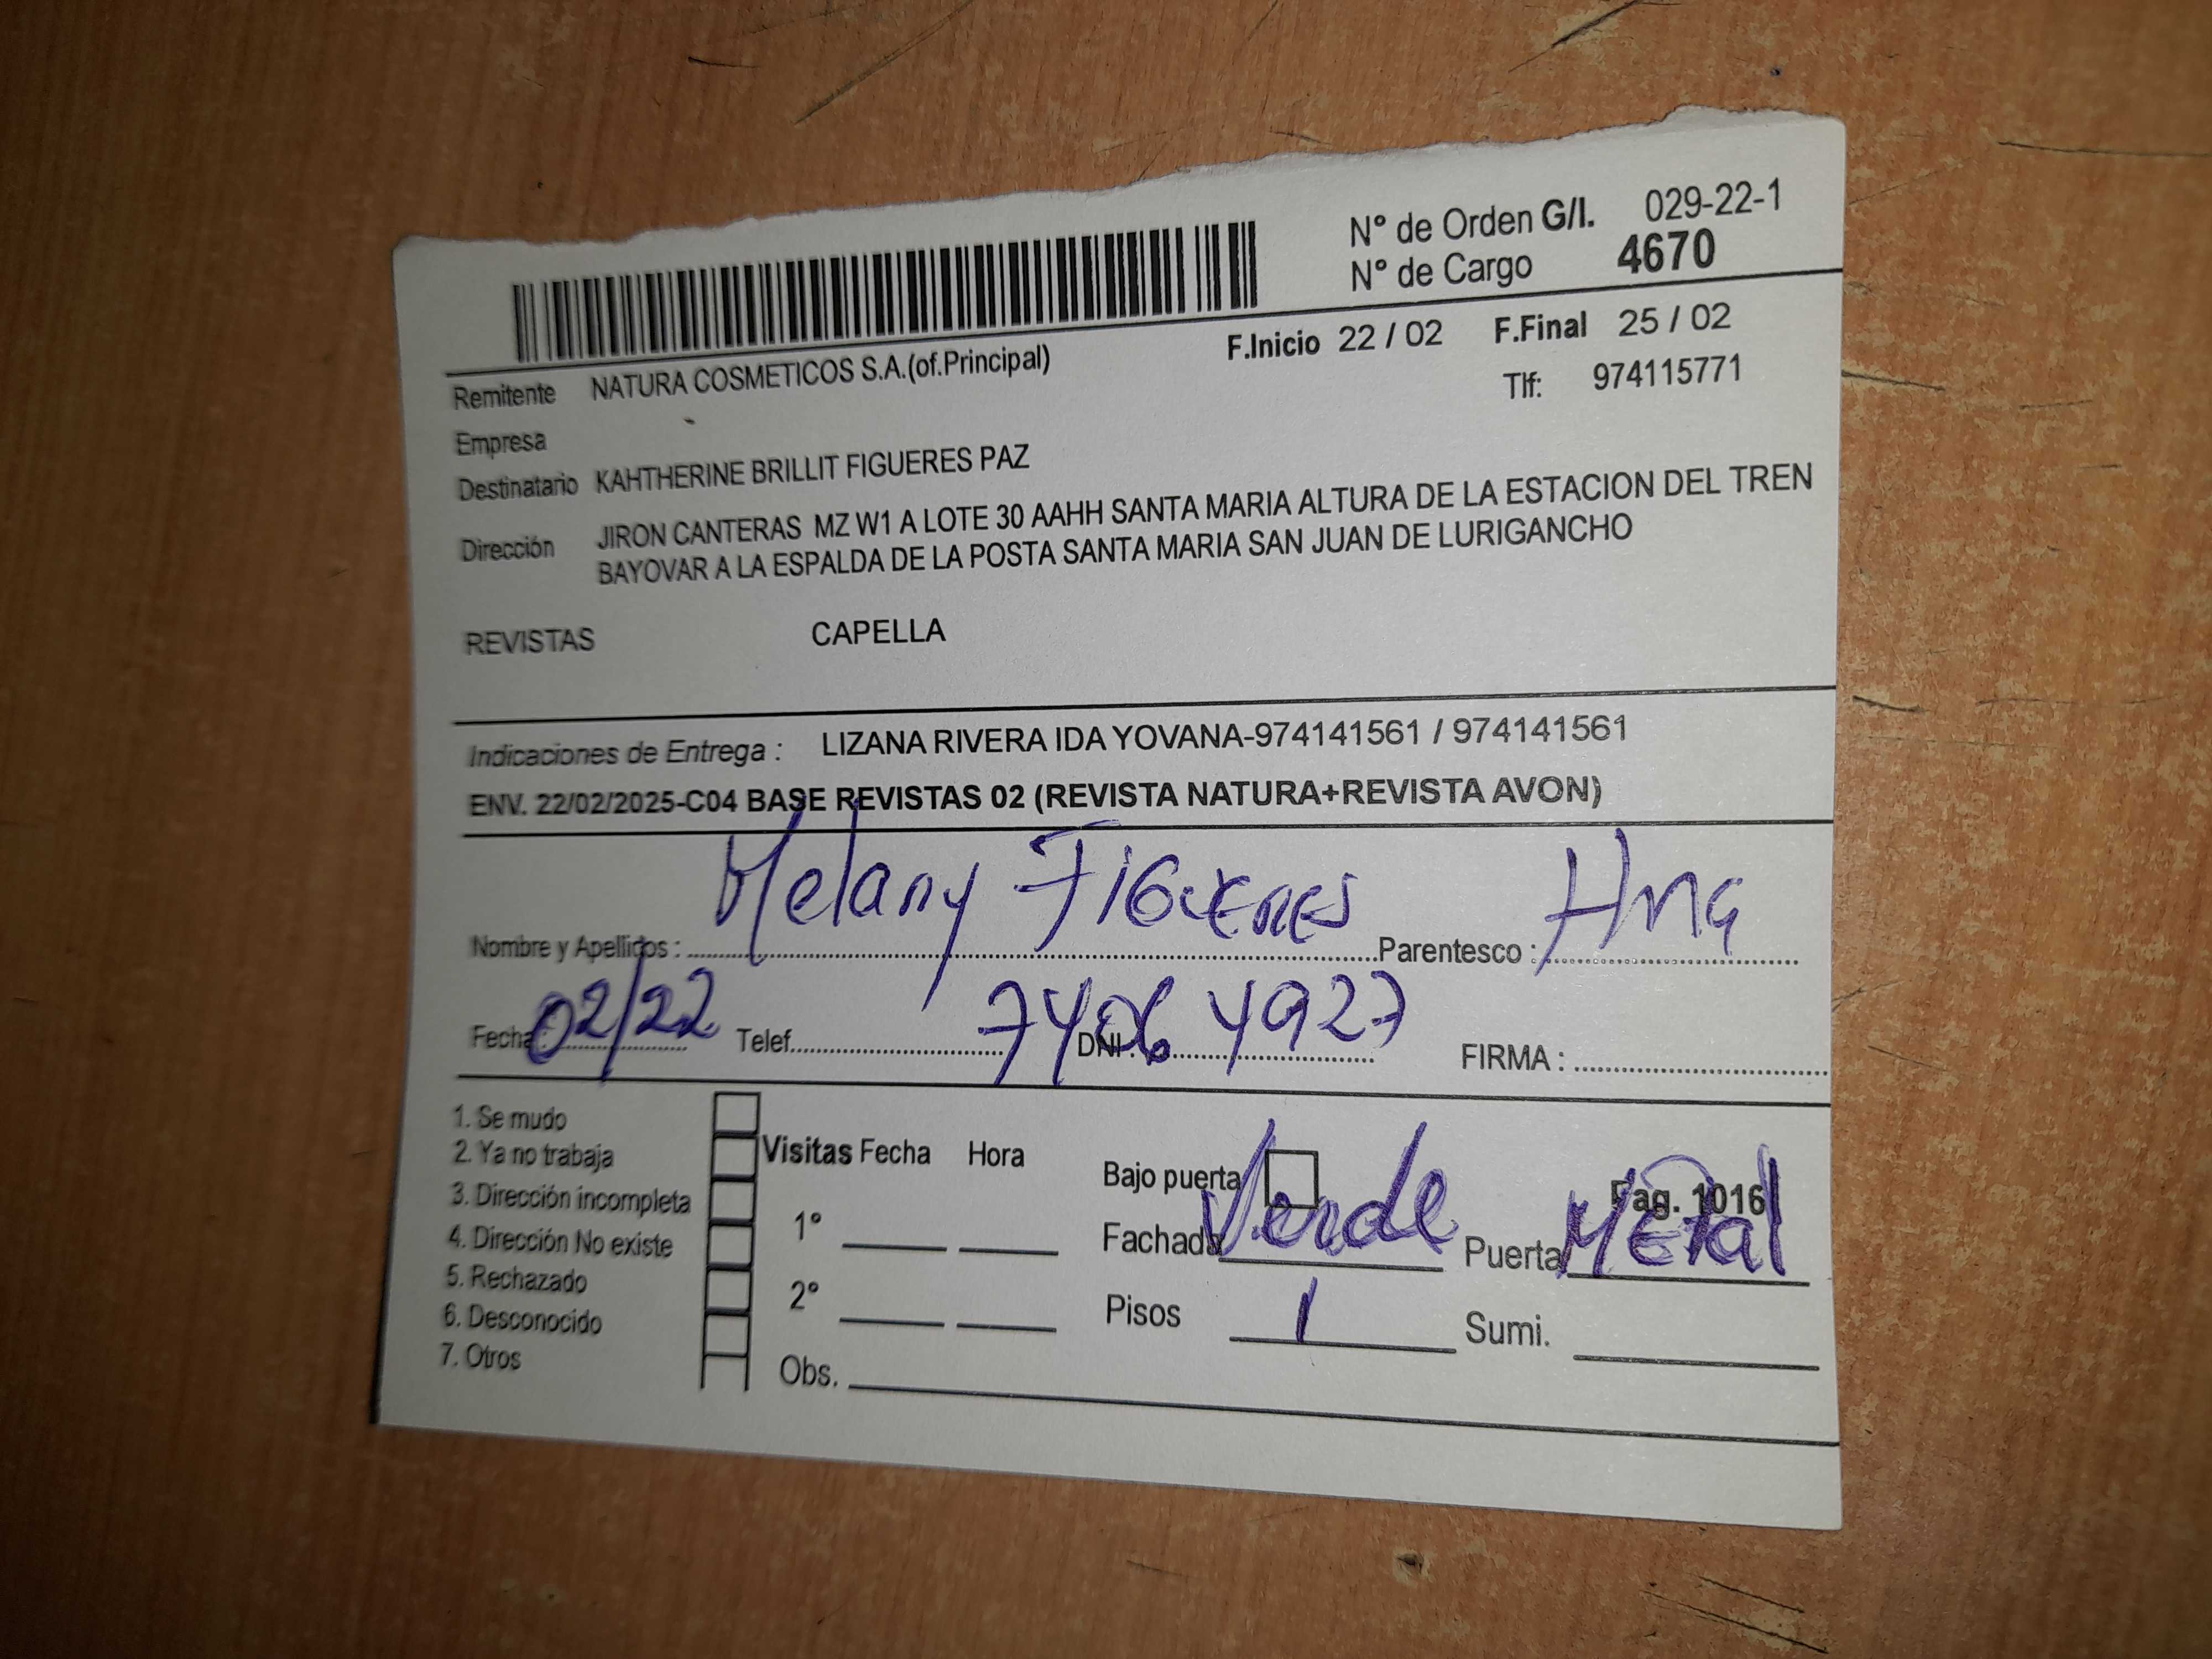 N° de Orden G/I. 029-22-1
N° de Cargo 4670
F.Inicio 22 / 02 F.Final 25 / 02
Remitente NATURA COSMETICOS S.A.(of.Principal) Tlf: 974115771
Empresa
Destinatario KAHTHERINE BRILLIT FIGUERES PAZ
Dirección JIRON CANTERAS MZ W1 A LOTE 30 AAHH SANTA MARIA ALTURA DE LA ESTACION DEL TREN
BAYOVAR A LA ESPALDA DE LA POSTA SANTA MARIA SAN JUAN DE LURIGANCHO
REVISTAS CAPELLA
Indicaciones de Entrega : LIZANA RIVERA IDA YOVANA-974141561 / 974141561
ENV. 22/02/2025-C04 BASE REVISTAS 02 (REVISTA NATURA+REVISTA AVON)
Nombre y Apellidos : Melany FiGUERES Parentesco : Hma
Fecha : 02/22 Telef. DNI : 74064927 FIRMA :
1. Se mudo
2. Ya no trabaja
3. Dirección incompleta
4. Dirección No existe
5. Rechazado
6. Desconocido
7. Otros
Visitas Fecha Hora
1°
2°
Obs.
Bajo puerta Pag. 1016
Fachada Verde Puerta Metal
Pisos 1 Sumi.